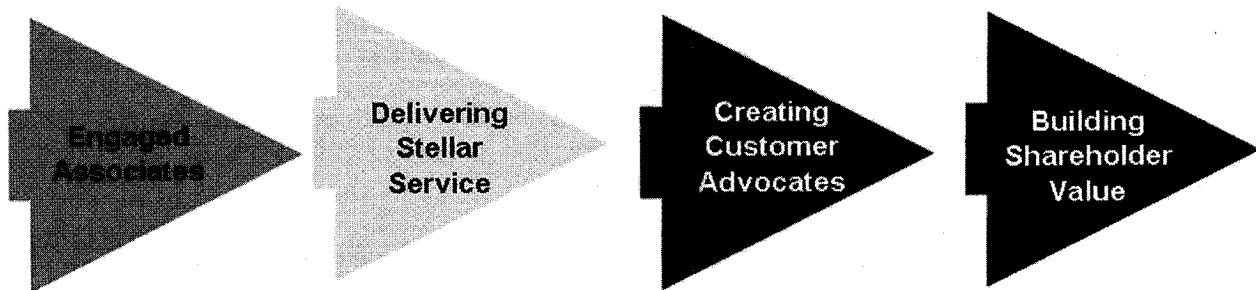 Engaged
Associates
Delivering
Stellar
Service
Creating
Customer
Advocates
Building
Shareholder
Value